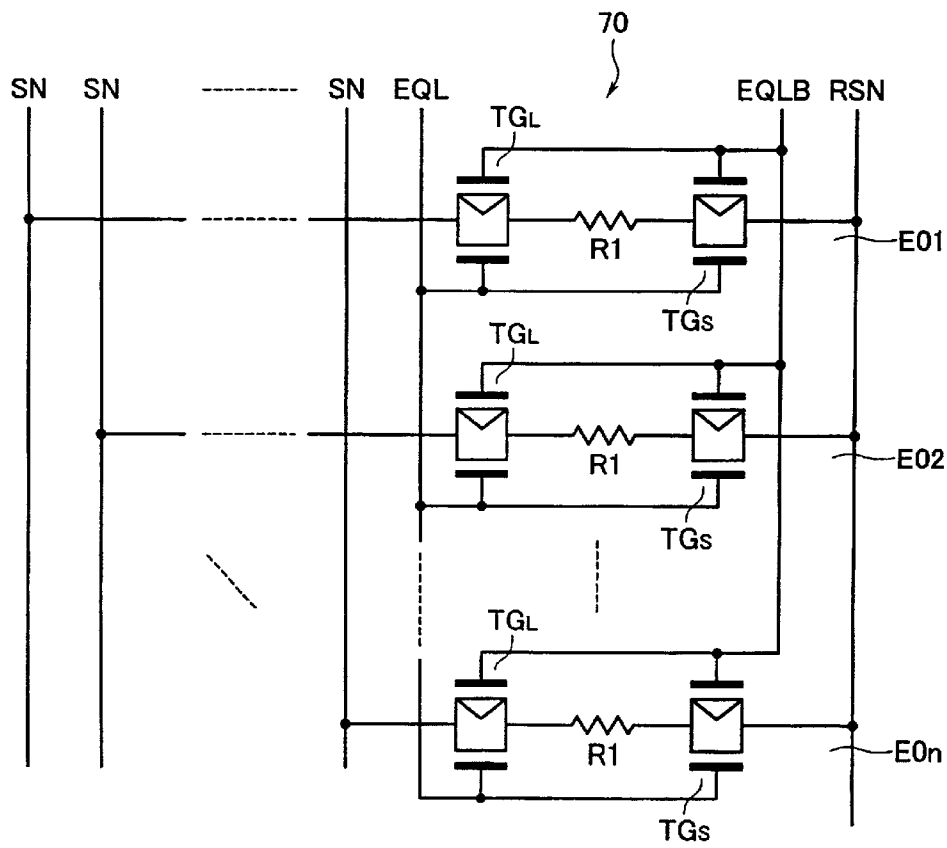 70
SN SN SN EQL EQLB RSN
TGL
R1
E01
TGS
TGL
R1
E02
TGS
TGL
R1
E0n
TGS